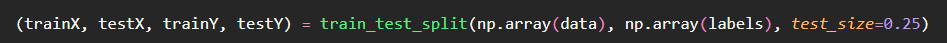 (trainX, testX, trainY, testY) = train_test_split(np.array(data), np.array(labels), test_size=0.25)